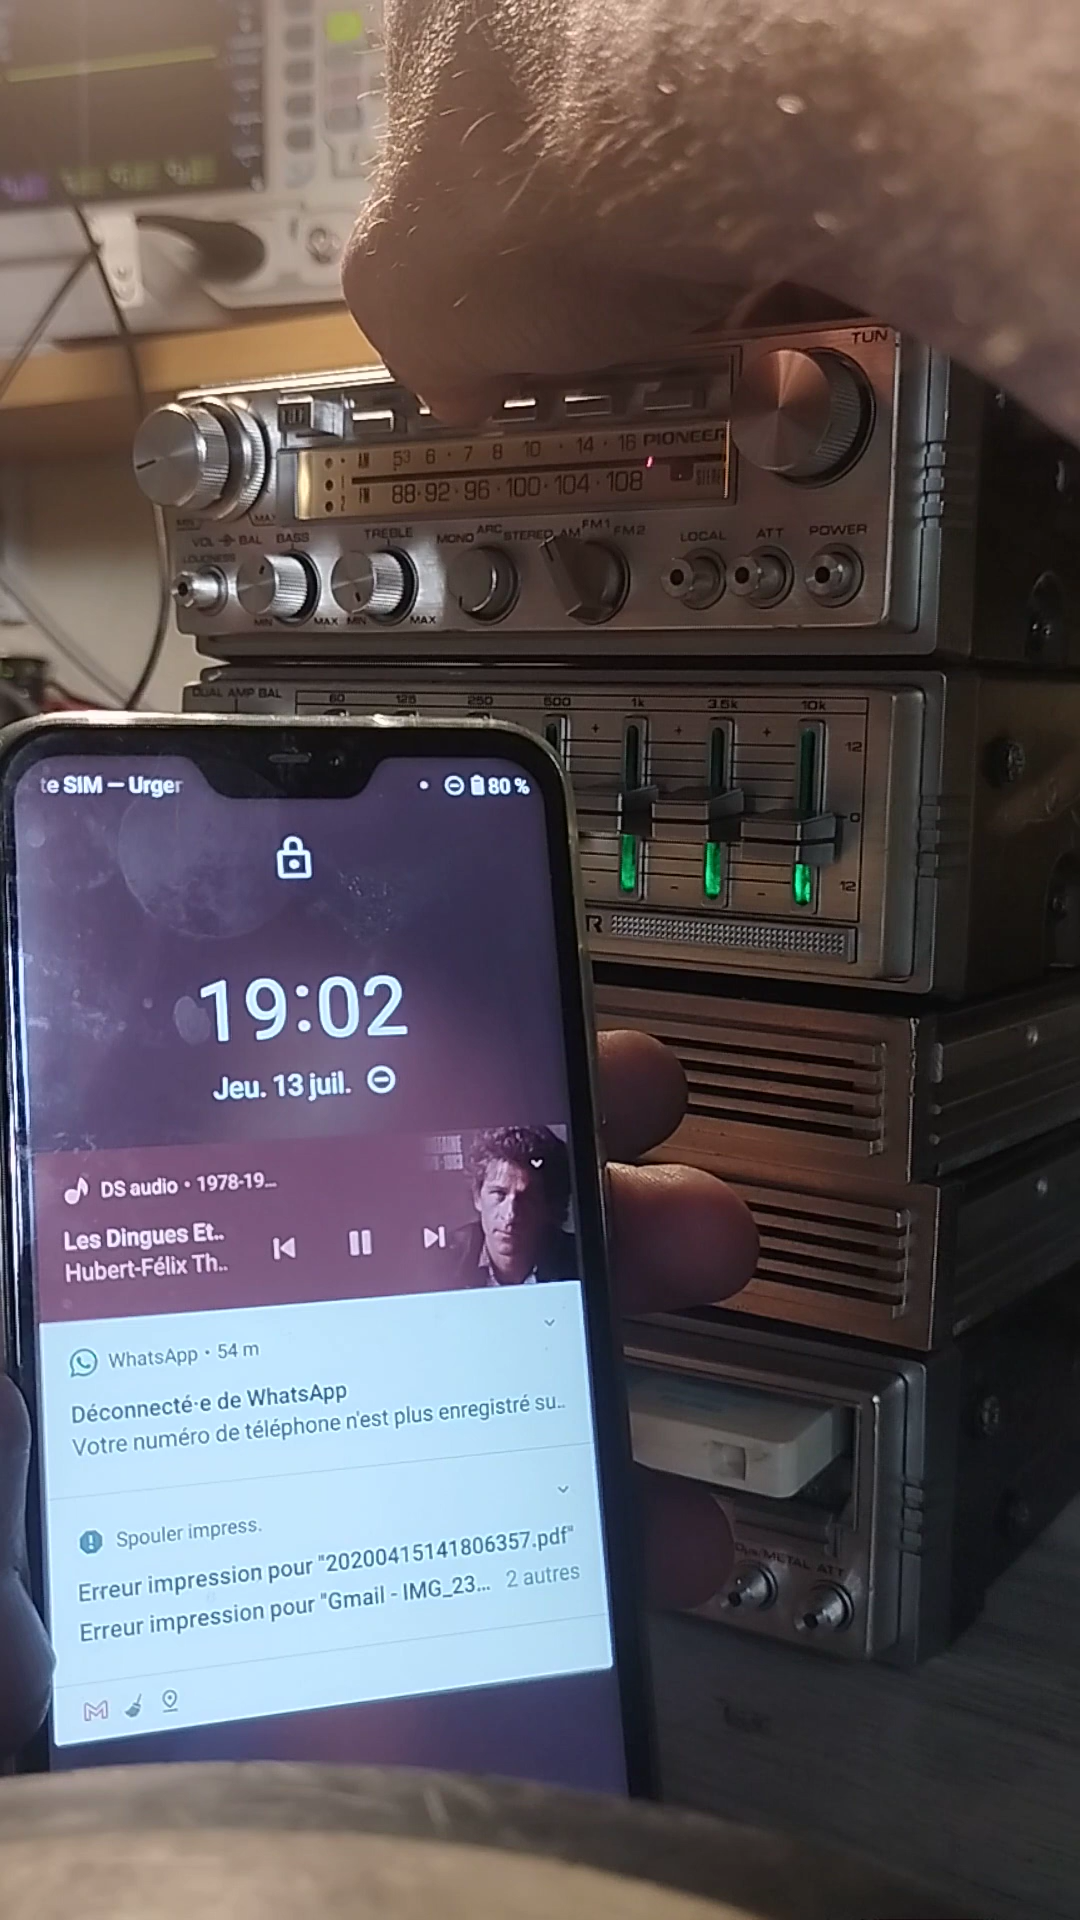 TUN
AM 53 6 · 7 8 10 · 14 · 16 PIONEER
FM 88·92·96·100·104·108 STEREO
1
2
MIN MAX
VOL BAL BASS TREBLE MONO ARC STEREO AM FM1 FM2 LOCAL ATT POWER
LOUDNESS
MIN MAX MIN MAX
DUAL AMP BAL 60 125 250 500 1k 3.5k 10k
+ + + 12
0
- - - 12
R
te SIM — Urger 80 %
19:02
Jeu. 13 juil.
DS audio • 1978-19...
Les Dingues Et..
Hubert-Félix Th..
WhatsApp • 54 m
Déconnecté·e de WhatsApp
Votre numéro de téléphone n'est plus enregistré su..
Spouler impress.
Erreur impression pour "20200415141806357.pdf"
Erreur impression pour "Gmail - IMG_23... 2 autres
METAL ATT